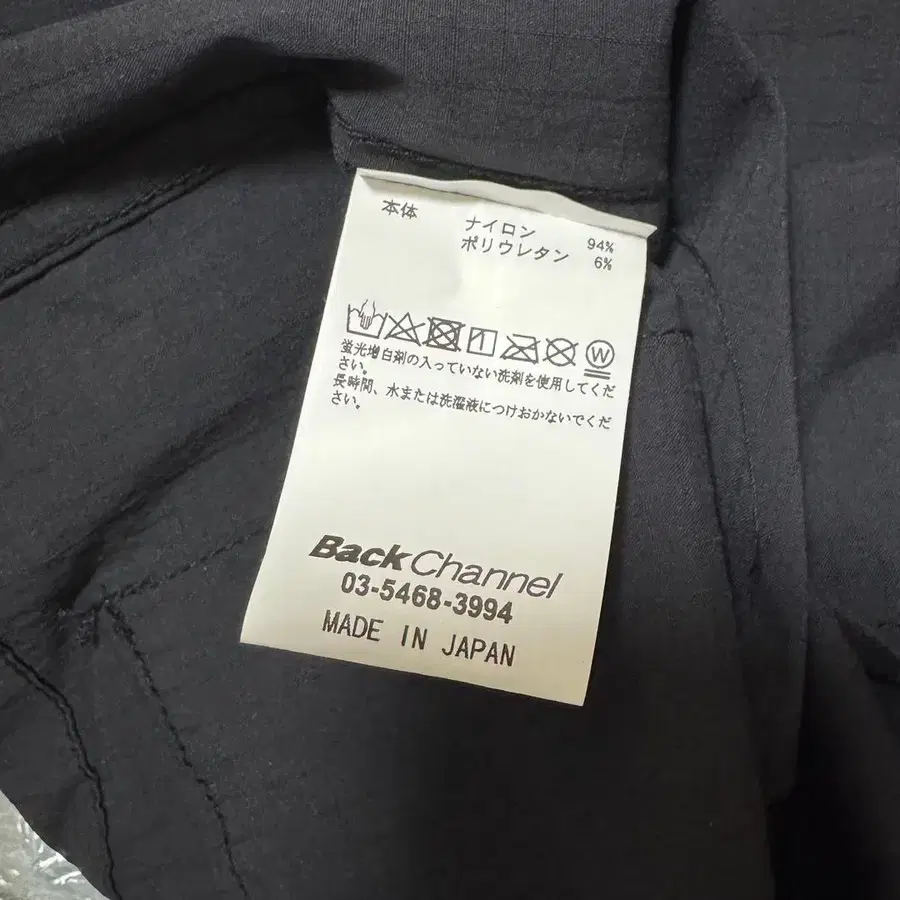 本体 ナイロン 94%
ポリウレタン 6%
W
蛍光増白剤の入っていない洗剤を使用してくだ
さい。
長時間、水または洗濯液につけおかないでくだ
さい。
BackChannel
03-5468-3994
MADE IN JAPAN